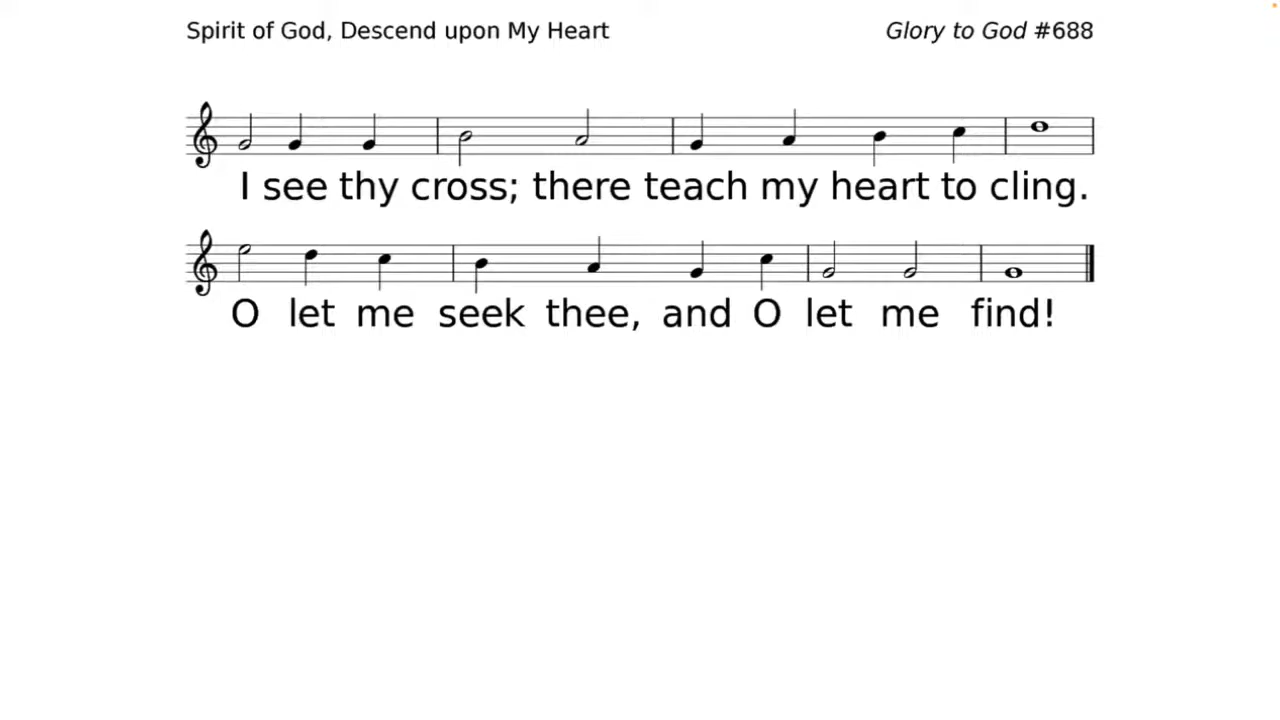 Spirit of God, Descend upon My Heart
Glory to God #688
I see thy cross; there teach my heart to cling.
O let me seek thee, and O let me find!